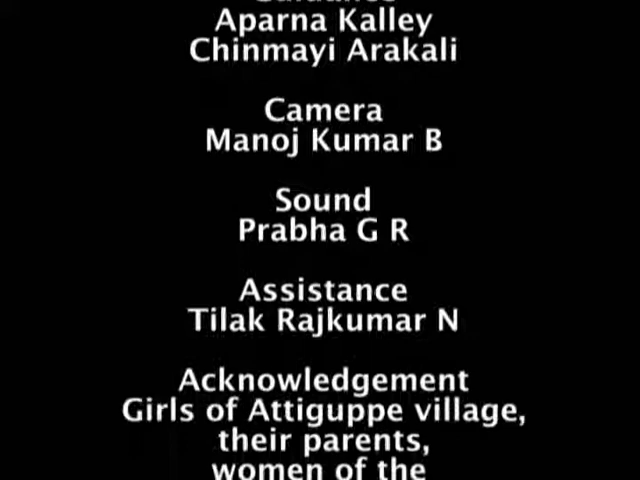 Guidance
Aparna Kalley
Chinmayi Arakali
Camera
Manoj Kumar B
Sound
Prabha G R
Assistance
Tilak Rajkumar N
Acknowledgement
Girls of Attiguppe village,
their parents,
women of the